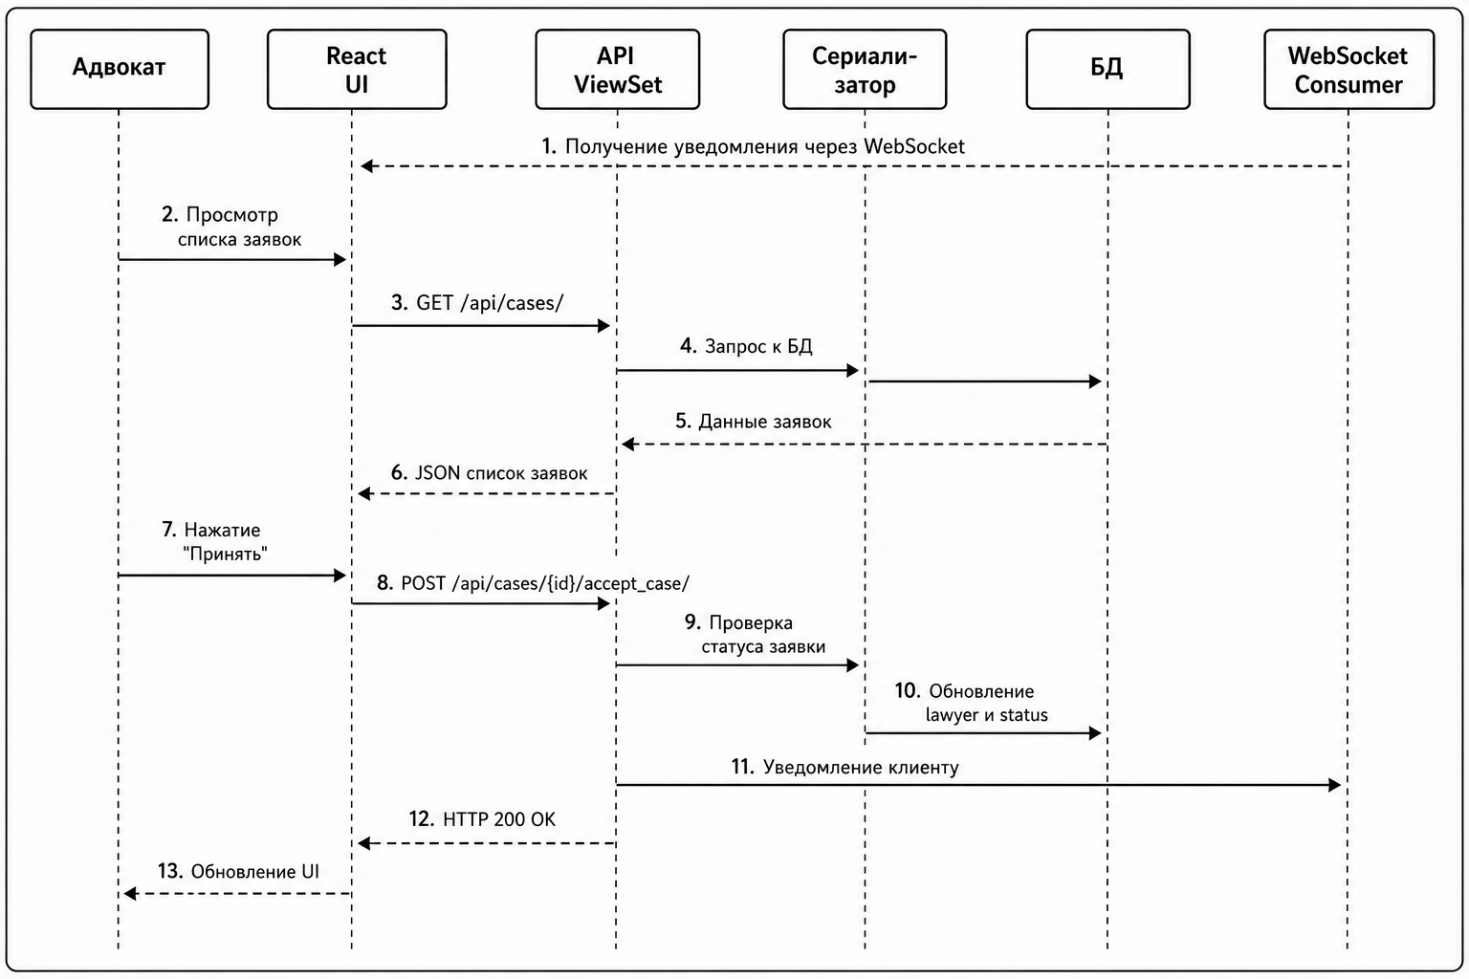 Адвокат
React
UI
API
ViewSet
Сериали-
затор
БД
WebSocket
Consumer
1. Получение уведомления через WebSocket
2. Просмотр
списка заявок
3. GET /api/cases/
4. Запрос к БД
5. Данные заявок
6. JSON список заявок
7. Нажатие
"Принять"
8. POST /api/cases/{id}/accept_case/
9. Проверка
статуса заявки
10. Обновление
lawyer и status
11. Уведомление клиенту
12. HTTP 200 OK
13. Обновление UI